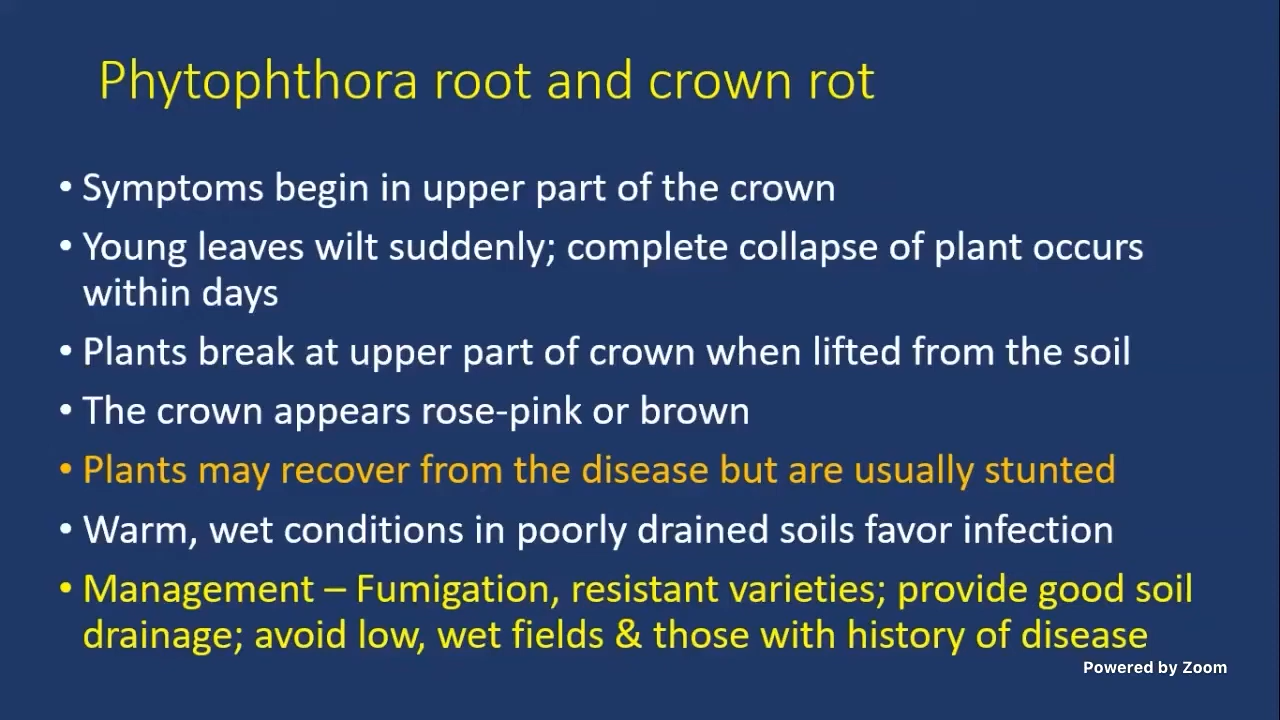 Phytophthora root and crown rot
• Symptoms begin in upper part of the crown
• Young leaves wilt suddenly; complete collapse of plant occurs
within days
• Plants break at upper part of crown when lifted from the soil
• The crown appears rose-pink or brown
• Plants may recover from the disease but are usually stunted
• Warm, wet conditions in poorly drained soils favor infection
• Management – Fumigation, resistant varieties; provide good soil
drainage; avoid low, wet fields & those with history of disease
Powered by Zoom